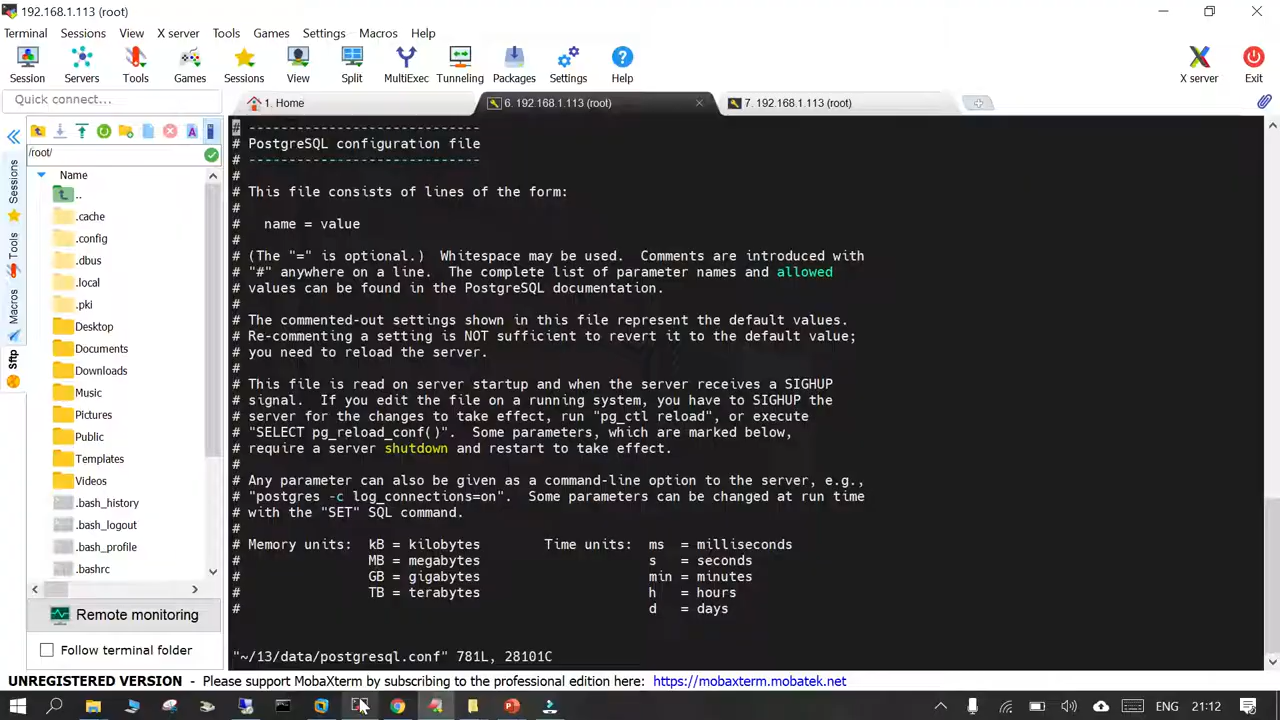 192.168.1.113 (root)
Terminal Sessions View X server Tools Games Settings Macros Help
Session Servers Tools Games Sessions View Split MultiExec Tunneling Packages Settings Help X server Exit
Quick connect...
1. Home
6. 192.168.1.113 (root)
7. 192.168.1.113 (root)
/root/
Name
..
.cache
.config
.dbus
.local
.pki
Desktop
Documents
Downloads
Music
Pictures
Public
Templates
Videos
.bash_history
.bash_logout
.bash_profile
.bashrc
Sessions
Tools
Macros
Sftp
Remote monitoring
Follow terminal folder
# -----------------------------
# PostgreSQL configuration file
# -----------------------------
#
# This file consists of lines of the form:
#
#   name = value
#
# (The "=" is optional.)  Whitespace may be used.  Comments are introduced with
# "#" anywhere on a line.  The complete list of parameter names and allowed
# values can be found in the PostgreSQL documentation.
#
# The commented-out settings shown in this file represent the default values.
# Re-commenting a setting is NOT sufficient to revert it to the default value;
# you need to reload the server.
#
# This file is read on server startup and when the server receives a SIGHUP
# signal.  If you edit the file on a running system, you have to SIGHUP the
# server for the changes to take effect, run "pg_ctl reload", or execute
# "SELECT pg_reload_conf()".  Some parameters, which are marked below,
# require a server shutdown and restart to take effect.
#
# Any parameter can also be given as a command-line option to the server, e.g.,
# "postgres -c log_connections=on".  Some parameters can be changed at run time
# with the "SET" SQL command.
#
# Memory units:  kB = kilobytes        Time units:  ms  = milliseconds
#                MB = megabytes                     s   = seconds
#                GB = gigabytes                     min = minutes
#                TB = terabytes                     h   = hours
#                                                   d   = days
"~/13/data/postgresql.conf" 781L, 28101C
UNREGISTERED VERSION - Please support MobaXterm by subscribing to the professional edition here: https://mobaxterm.mobatek.net
ENG 21:12